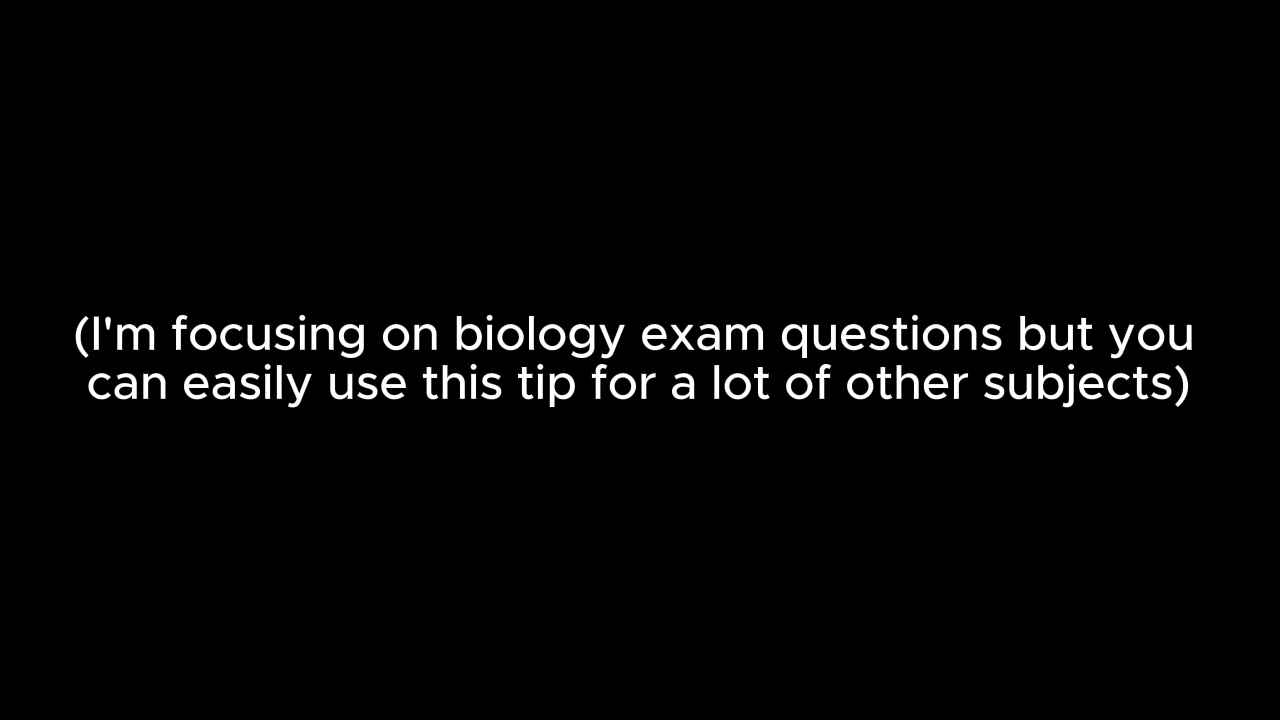 (I'm focusing on biology exam questions but you
can easily use this tip for a lot of other subjects)